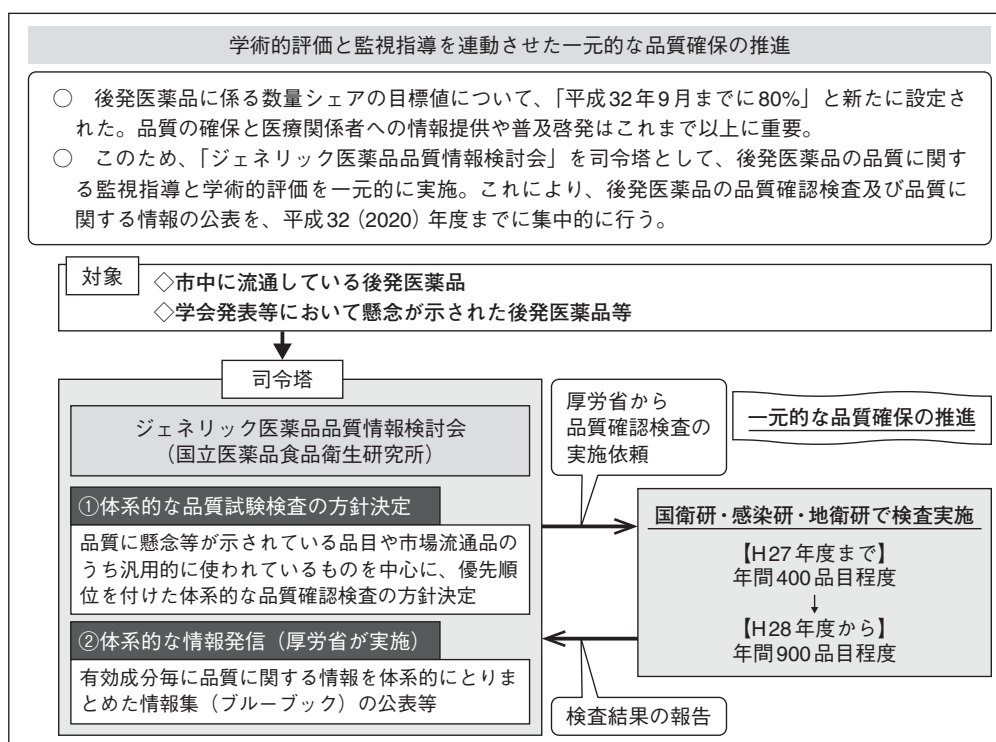 学術的評価と監視指導を連動させた一元的な品質確保の推進
○　後発医薬品に係る数量シェアの目標値について、「平成32年9月までに80%」と新たに設定さ
れた。品質の確保と医療関係者への情報提供や普及啓発はこれまで以上に重要。
○　このため、「ジェネリック医薬品品質情報検討会」を司令塔として、後発医薬品の品質に関す
る監視指導と学術的評価を一元的に実施。これにより、後発医薬品の品質確認検査及び品質に
関する情報の公表を、平成32（2020）年度までに集中的に行う。
対象
◇市中に流通している後発医薬品
◇学会発表等において懸念が示された後発医薬品等
司令塔
ジェネリック医薬品品質情報検討会
（国立医薬品食品衛生研究所）
①体系的な品質試験検査の方針決定
品質に懸念等が示されている品目や市場流通品の
うち汎用的に使われているものを中心に、優先順
位を付けた体系的な品質確認検査の方針決定
②体系的な情報発信（厚労省が実施）
有効成分毎に品質に関する情報を体系的にとりま
とめた情報集（ブルーブック）の公表等
厚労省から
品質確認検査の
実施依頼
一元的な品質確保の推進
国衛研・感染研・地衛研で検査実施
【H27年度まで】
年間400品目程度
↓
【H28年度から】
年間900品目程度
検査結果の報告